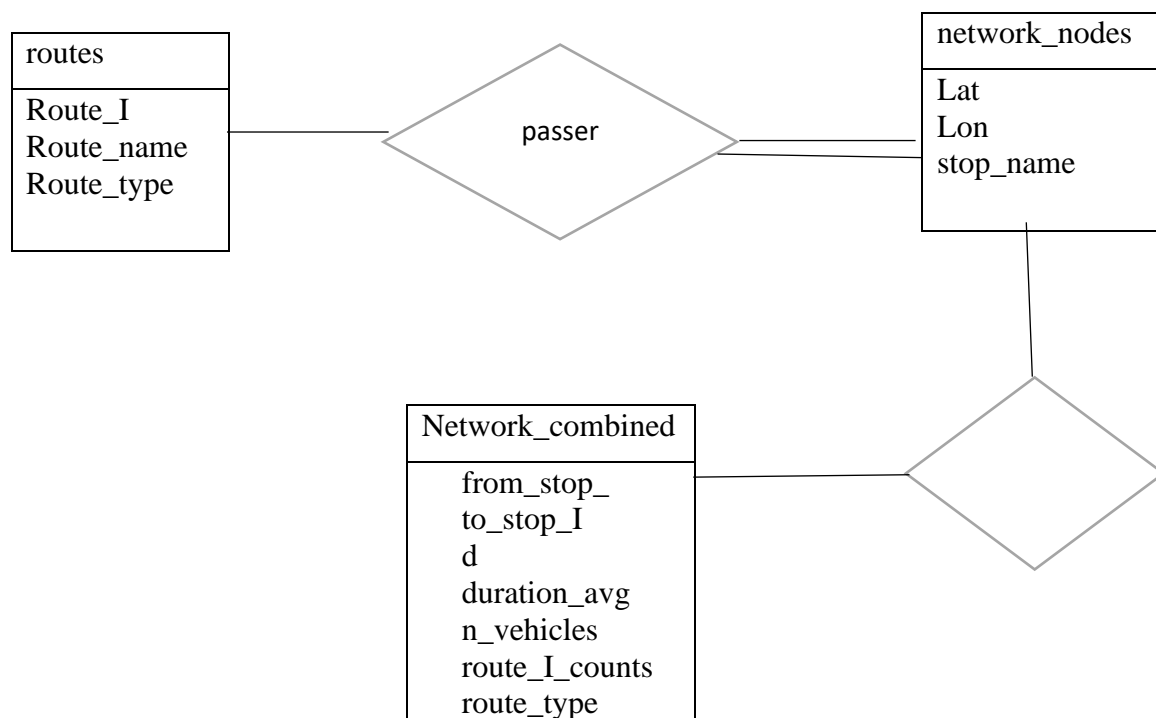 routes
Route_I
Route_name
Route_type
passer
network_nodes
Lat
Lon
stop_name
Network_combined
from_stop_
to_stop_I
d
duration_avg
n_vehicles
route_I_counts
route_type